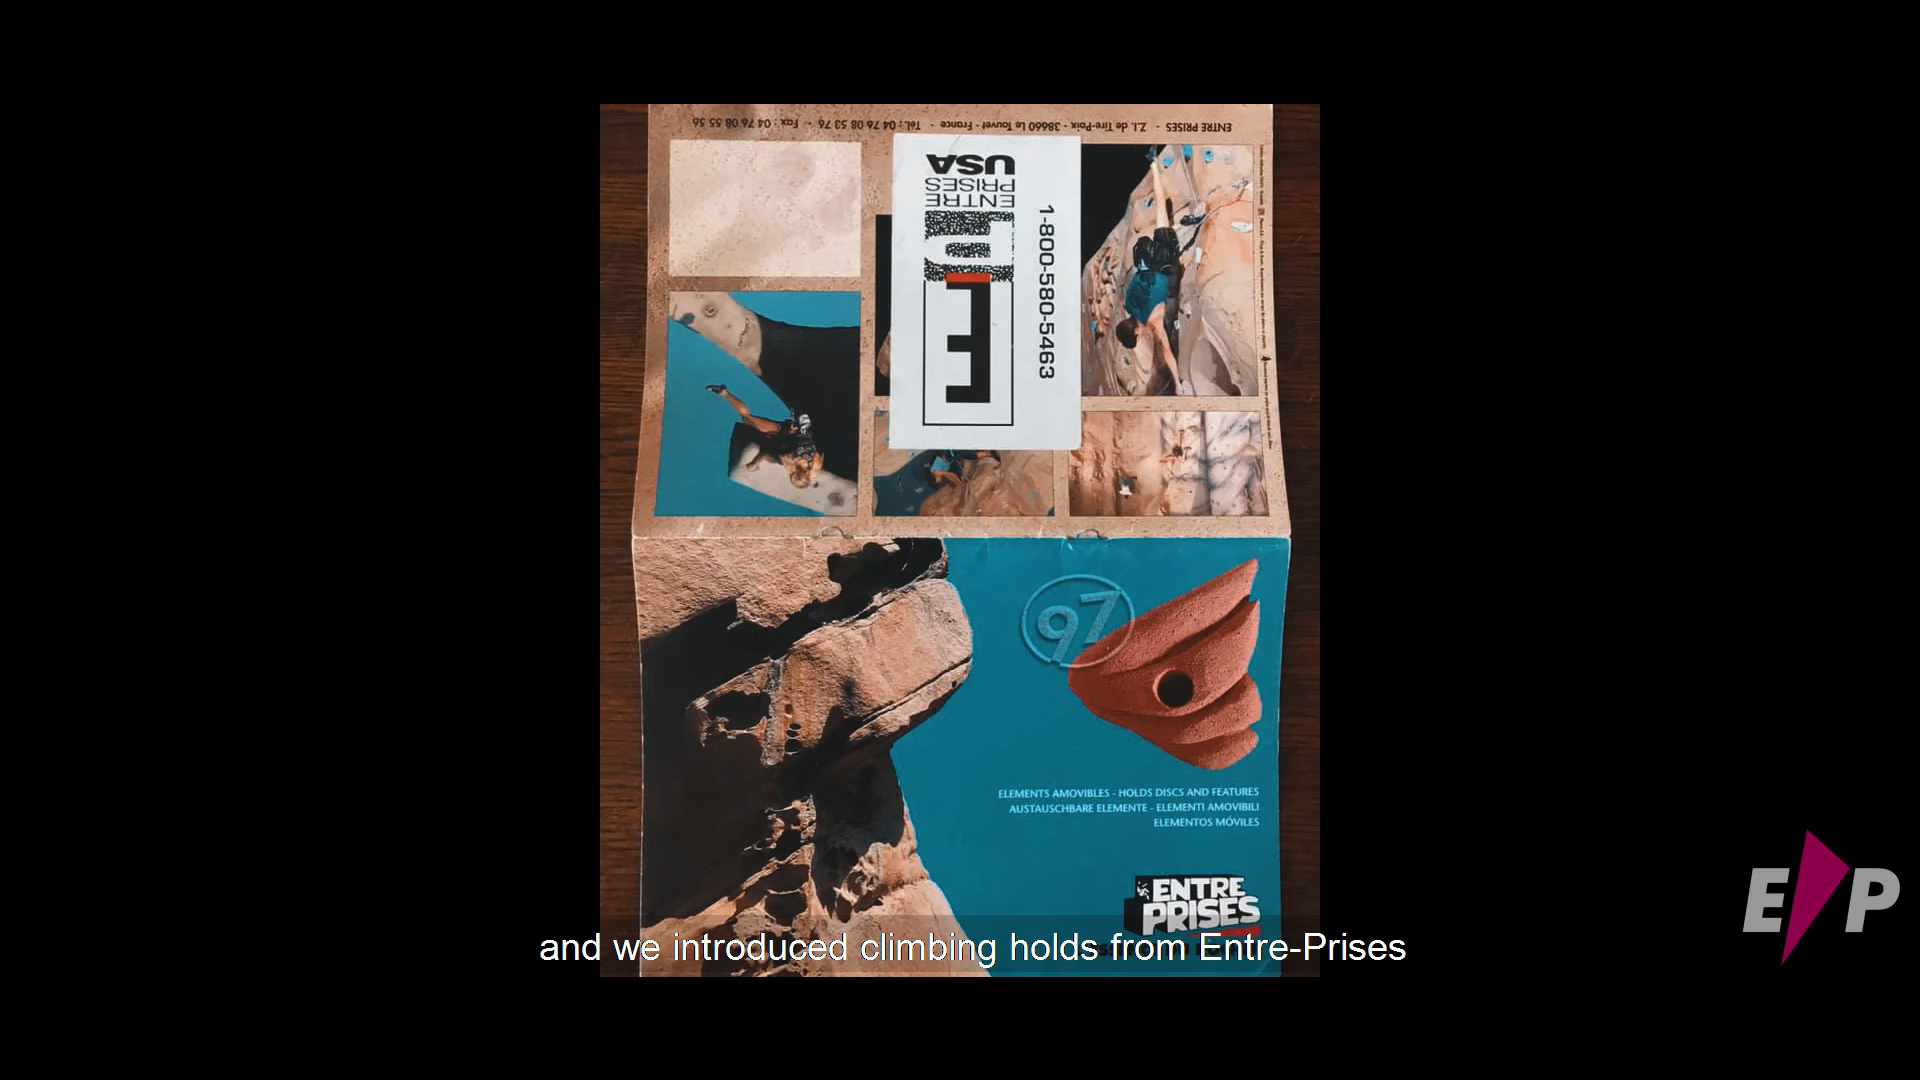 ENTRE PRISES - Z.I. de Tire-Poix - 38660 Le Touvet - France - Tél.: 04 76 08 53 76 - Fax : 04 76 08 55 56
USA
PRISES
ENTRE
EP
1-800-580-5463
97
ELEMENTS AMOVIBLES - HOLDS DISCS AND FEATURES
AUSTAUSCHBARE ELEMENTE - ELEMENTI AMOVIBILI
ELEMENTOS MÓVILES
ENTRE
PRISES
and we introduced climbing holds from Entre-Prises
E P